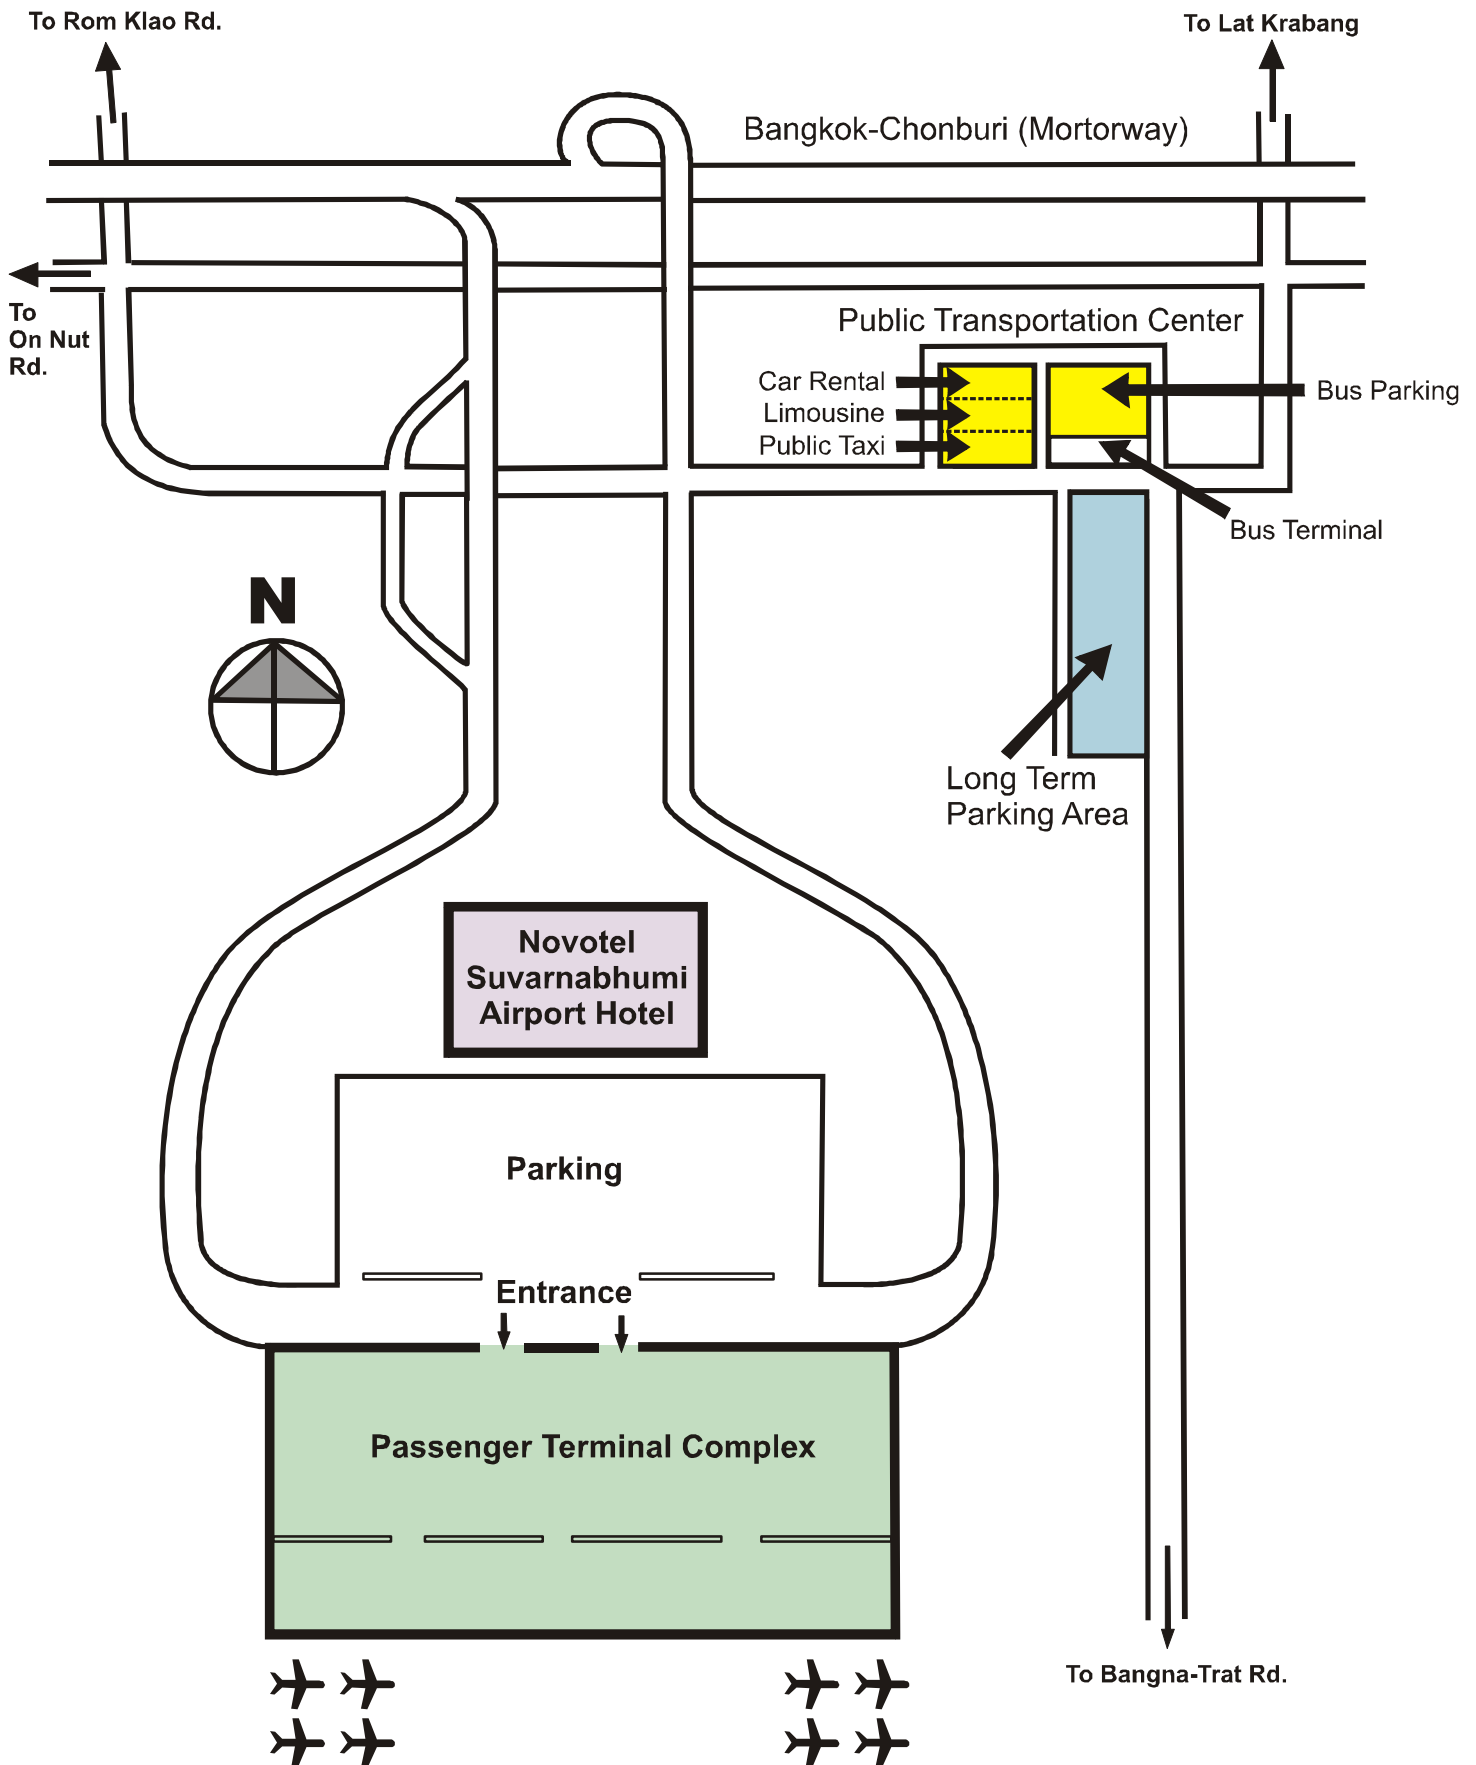 To Rom Klao Rd.
To Lat Krabang
Bangkok-Chonburi (Mortorway)
To
On Nut
Rd.
Public Transportation Center
Car Rental
Limousine
Public Taxi
Bus Parking
Bus Terminal
N
Long Term
Parking Area
Novotel
Suvarnabhumi
Airport Hotel
Parking
Entrance
Passenger Terminal Complex
To Bangna-Trat Rd.